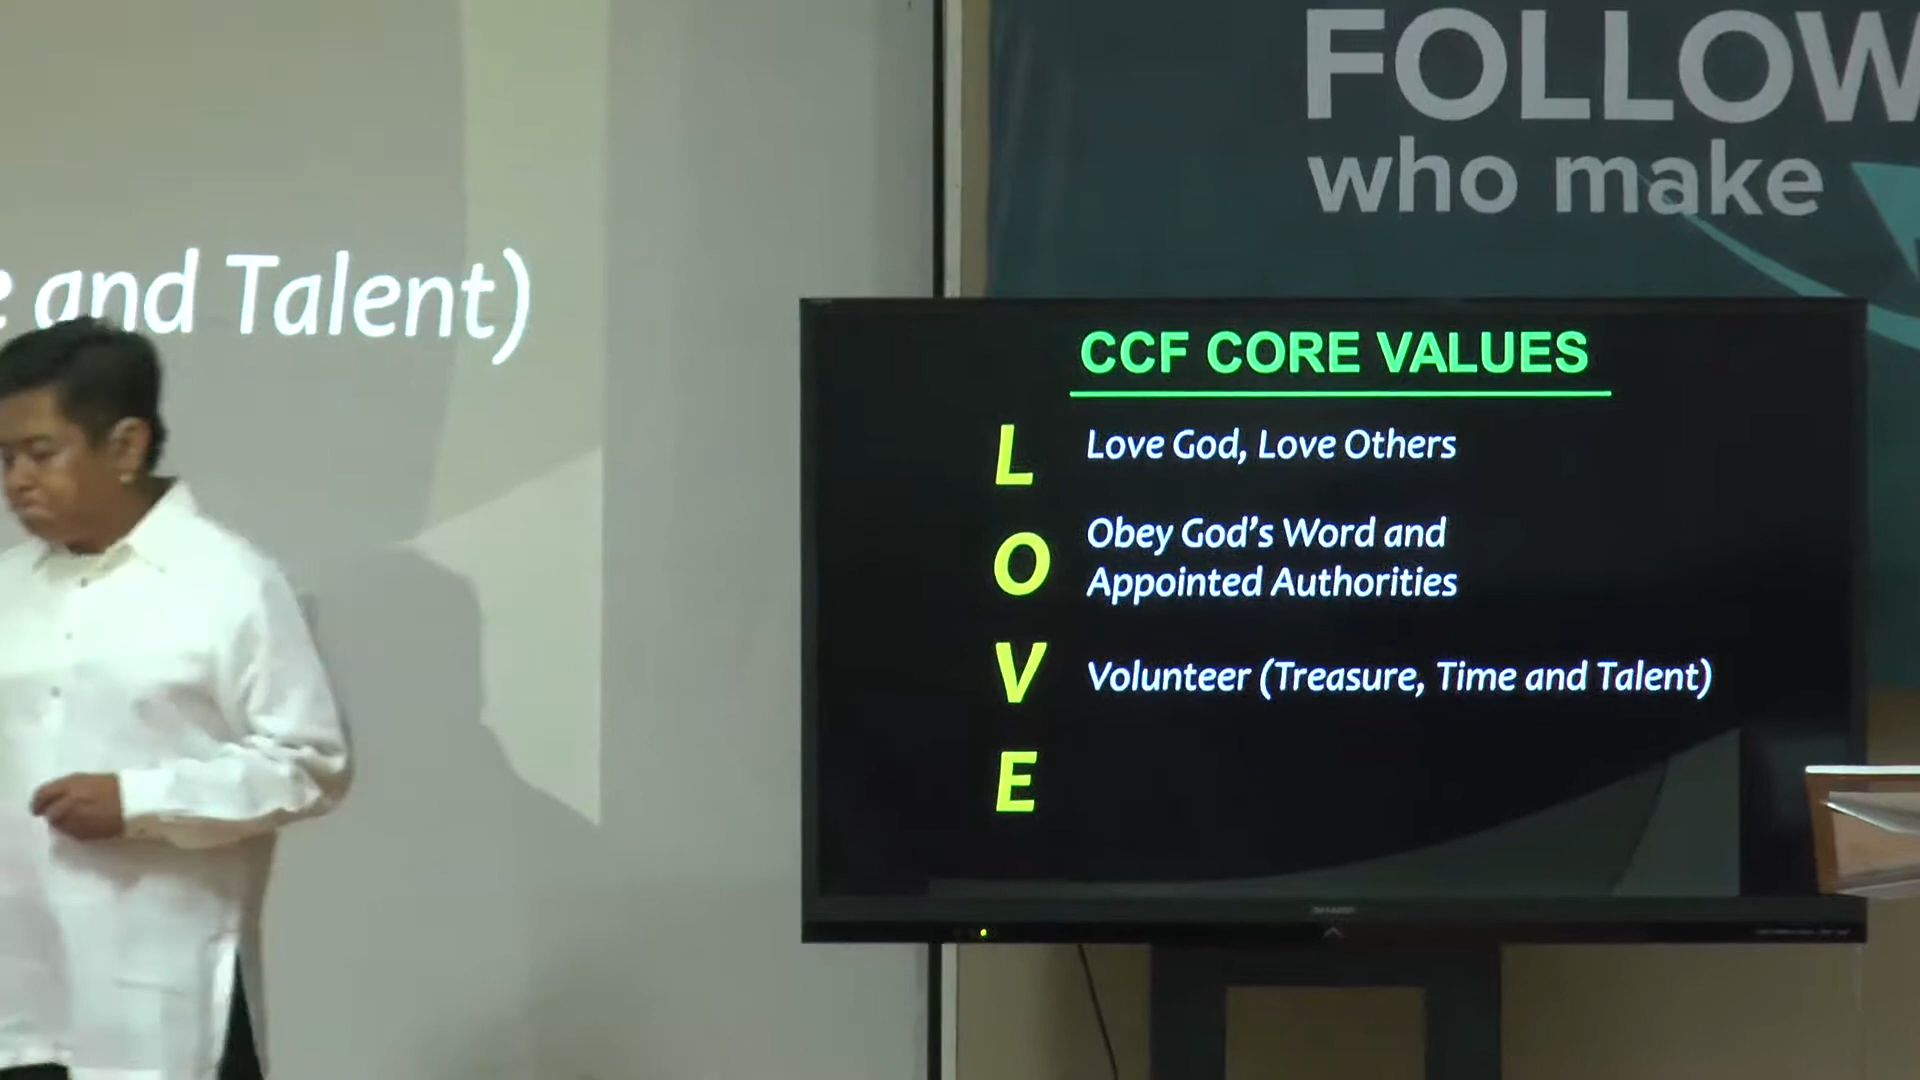 FOLLOW
who make
and Talent)
CCF CORE VALUES
L Love God, Love Others
O Obey God's Word and
Appointed Authorities
V Volunteer (Treasure, Time and Talent)
E